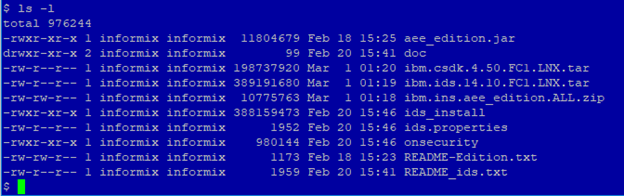 $ ls -l
total 976244
-rwxr-xr-x 1 informix informix  11804679 Feb 18 15:25 aee_edition.jar
drwxr-xr-x 2 informix informix        99 Feb 20 15:41 doc
-rw-r--r-- 1 informix informix 198737920 Mar  1 01:20 ibm.csdk.4.50.FC1.LNX.tar
-rw-r--r-- 1 informix informix 389191680 Mar  1 01:19 ibm.ids.14.10.FC1.LNX.tar
-rw-rw-r-- 1 informix informix  10775763 Mar  1 01:18 ibm.ins.aee_edition.ALL.zip
-rwxr-xr-x 1 informix informix 388159473 Feb 20 15:46 ids_install
-rw-r--r-- 1 informix informix      1952 Feb 20 15:46 ids.properties
-rwxr-xr-x 1 informix informix    980144 Feb 20 15:46 onsecurity
-rw-rw-r-- 1 informix informix      1173 Feb 18 15:23 README-Edition.txt
-rw-r--r-- 1 informix informix      1959 Feb 20 15:41 README_ids.txt
$